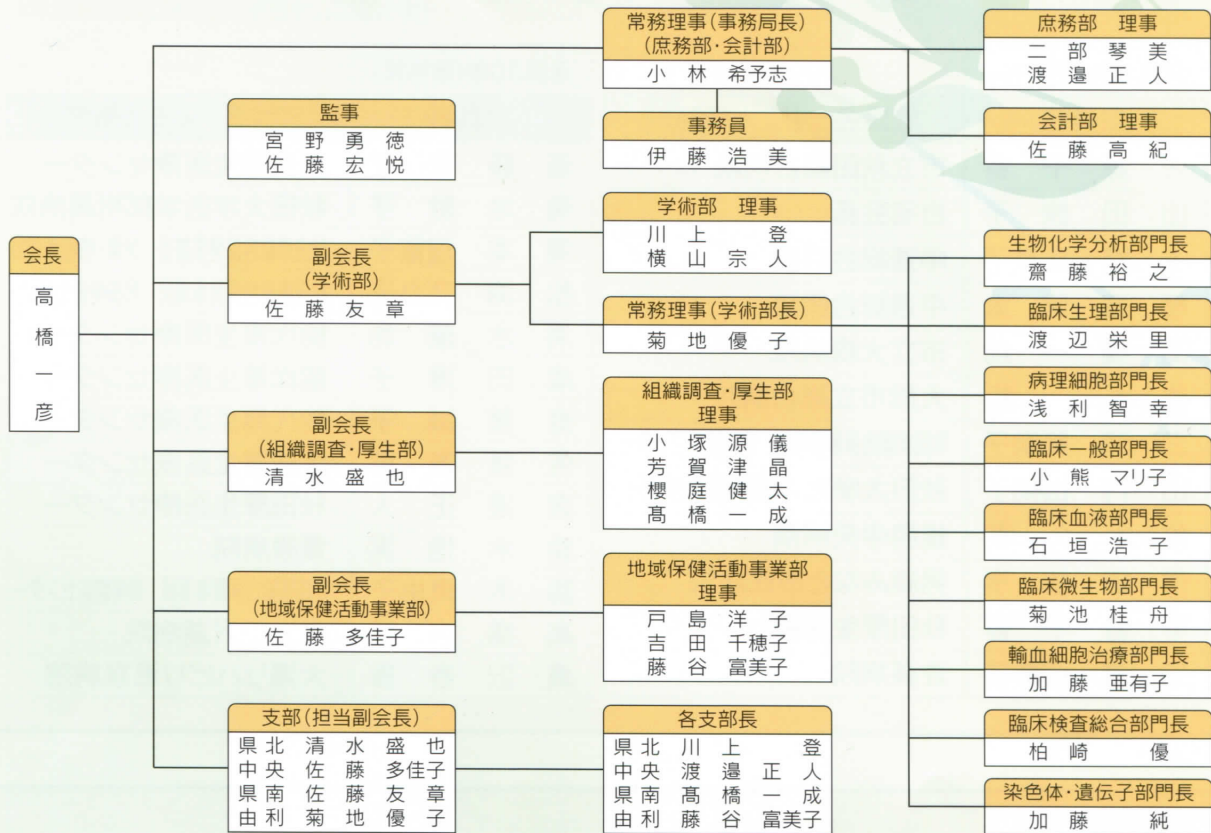 会長
高橋一彦
監事
宮野勇徳
佐藤宏悦
副会長
(学術部)
佐藤友章
副会長
(組織調査・厚生部)
清水盛也
副会長
(地域保健活動事業部)
佐藤多佳子
支部(担当副会長)
県北 清水盛也
中央 佐藤多佳子
県南 佐藤友章
由利 菊地優子
常務理事(事務局長)
(庶務部・会計部)
小林希予志
事務員
伊藤浩美
学術部 理事
川上登
横山宗人
常務理事(学術部長)
菊地優子
組織調査・厚生部
理事
小塚源儀
芳賀津晶
櫻庭健太
髙橋一成
地域保健活動事業部
理事
戸島洋子
吉田千穂子
藤谷富美子
各支部長
県北 川上登
中央 渡邉正人
県南 髙橋一成
由利 藤谷富美子
庶務部 理事
二部琴美
渡邉正人
会計部 理事
佐藤高紀
生物化学分析部門長
齋藤裕之
臨床生理部門長
渡辺栄里
病理細胞部門長
浅利智幸
臨床一般部門長
小熊マリ子
臨床血液部門長
石垣浩子
臨床微生物部門長
菊池桂舟
輸血細胞治療部門長
加藤亜有子
臨床検査総合部門長
柏崎優
染色体・遺伝子部門長
加藤純